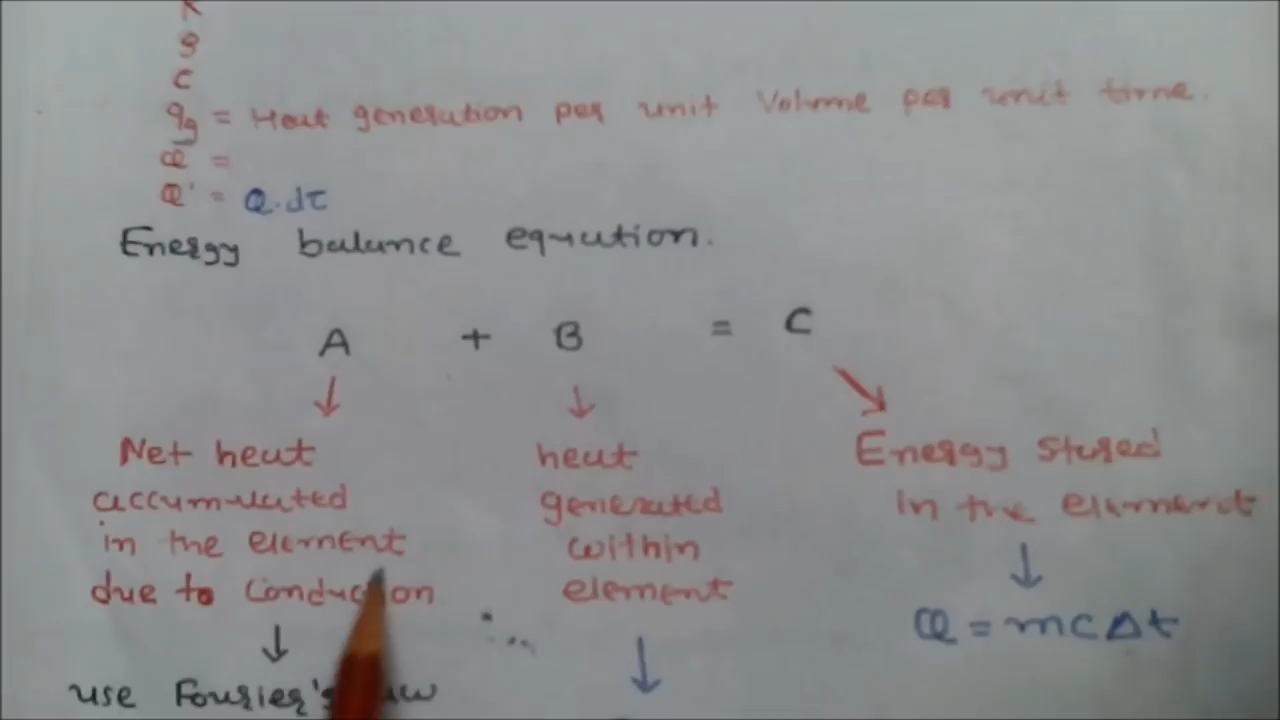 ρ
c
qg = Heat generation per unit Volume per unit time.
Q =
Q' = Q.dτ
Energy balance equation.
A + B = C
Net heat
accumulated
in the element
due to conduction
heat
generated
within
element
Energy stored
in the element
Q = mcΔt
use Fourier's